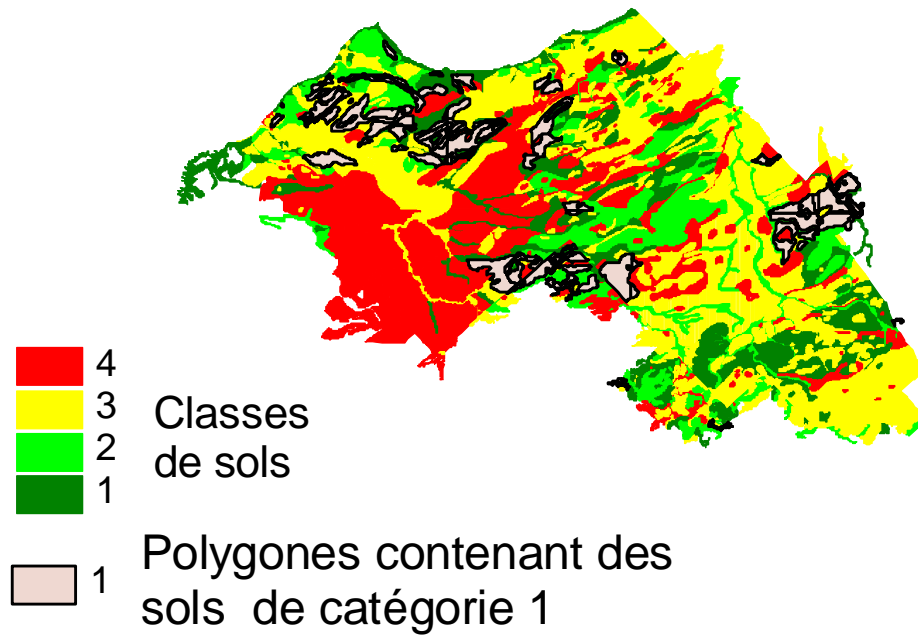 4
3
2
1
Classes
de sols
1
Polygones contenant des
sols de catégorie 1